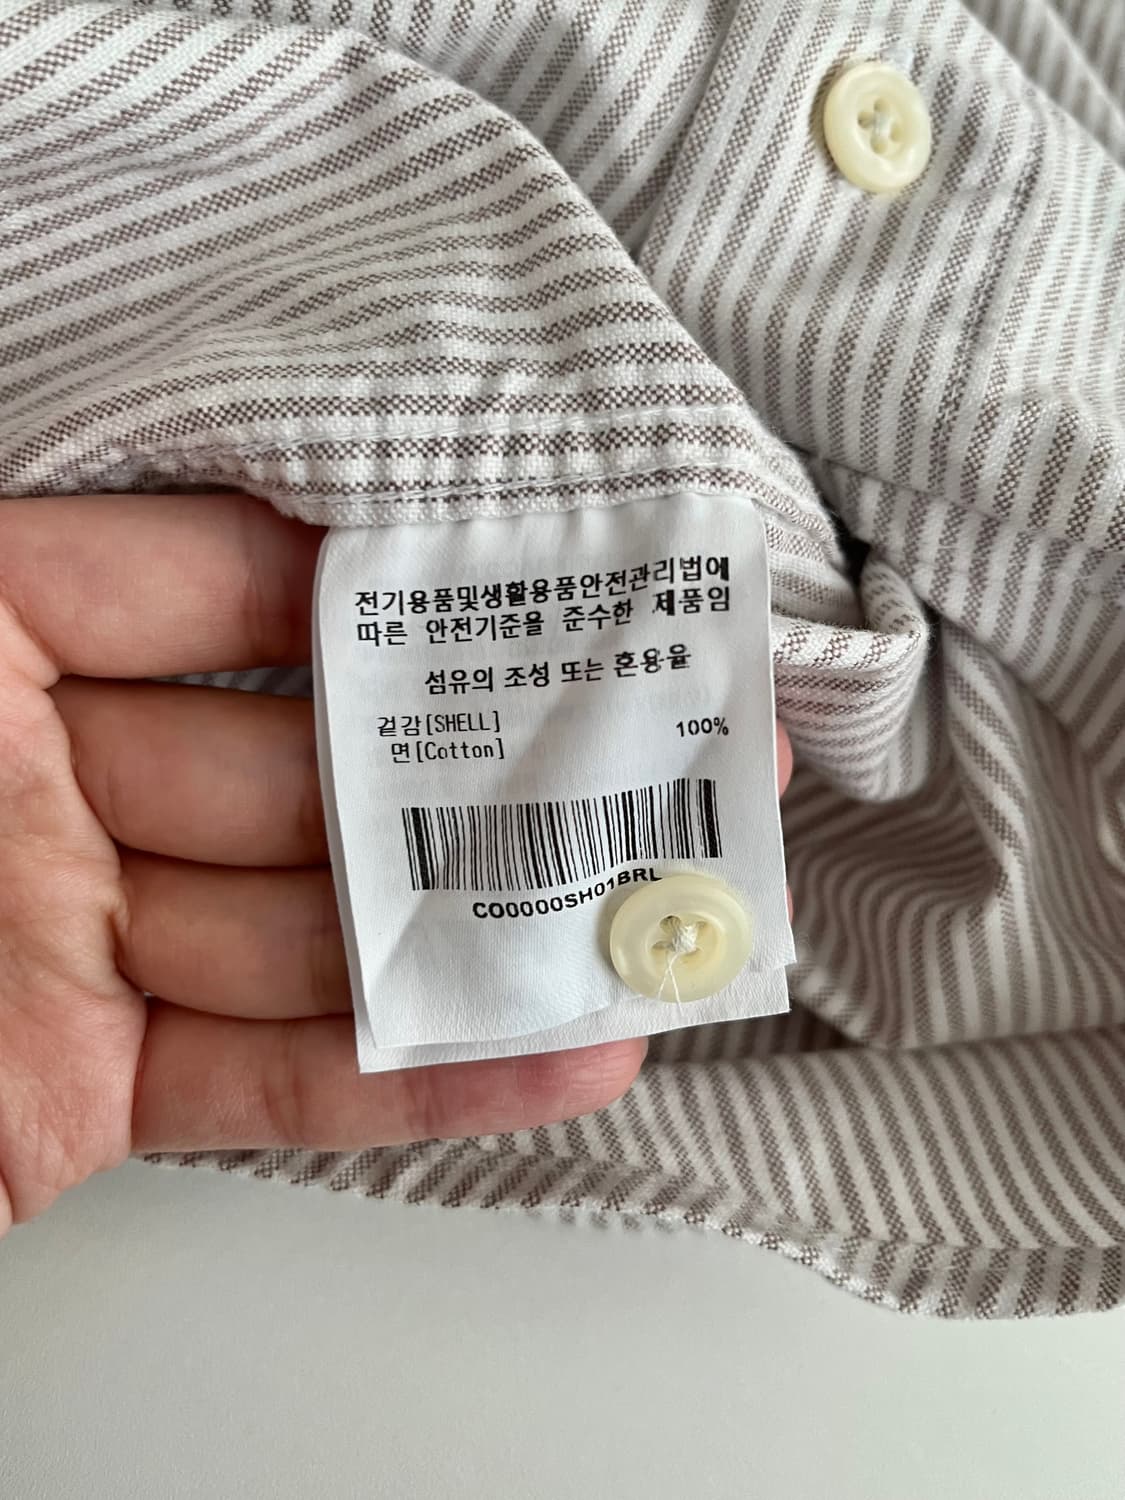 전기용품및생활용품안전관리법에
따른 안전기준을 준수한 제품임
섬유의 조성 또는 혼용율
겉감[SHELL] 100%
면[Cotton]
CO0000SH01BRL